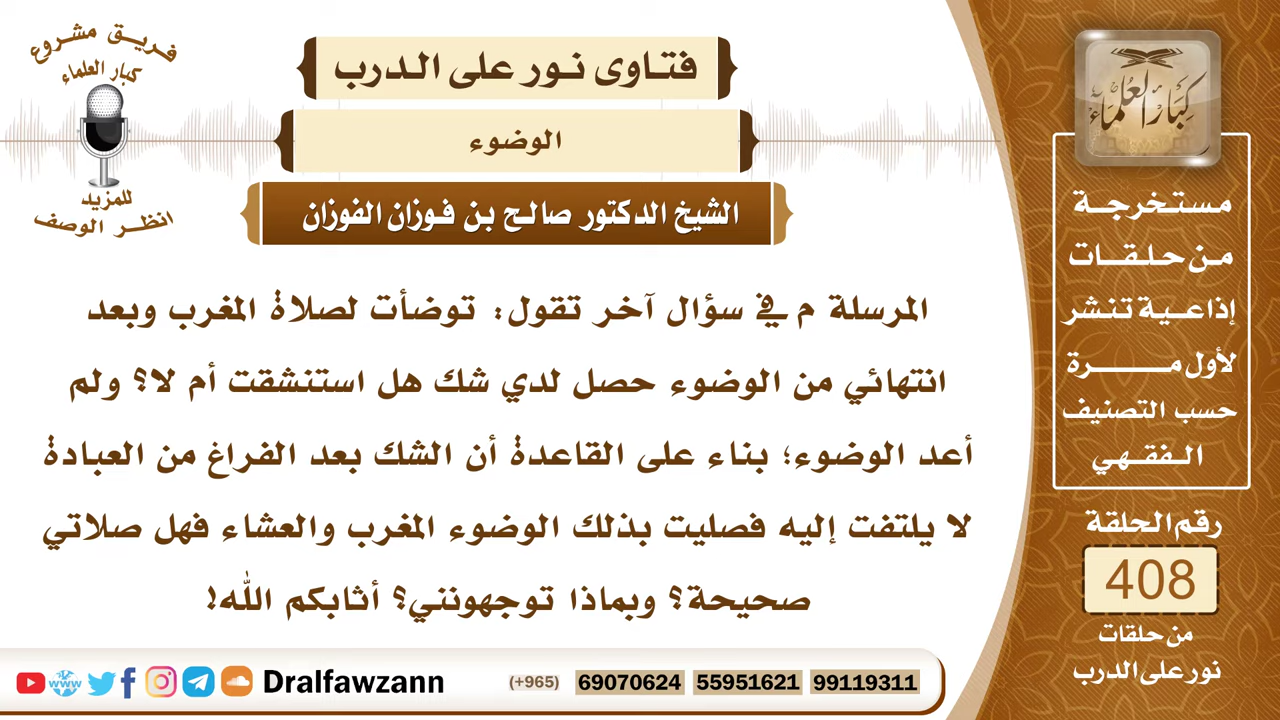 فريق مشروع
كبار العلماء
للمزيد
انظر الوصف
فتاوى نور على الدرب
الوضوء
الشيخ الدكتور صالح بن فوزان الفوزان
المرسلة م في سؤال آخر تقول: توضأت لصلاة المغرب وبعد
انتهائي من الوضوء حصل لدي شك هل استنشقت أم لا؟ ولم
أعد الوضوء؛ بناء على القاعدة أن الشك بعد الفراغ من العبادة
لا يلتفت إليه فصليت بذلك الوضوء المغرب والعشاء فهل صلاتي
صحيحة؟ وبماذا توجهونني؟ أثابكم الله!
كبار العلماء
مستخرجة
من حلقات
إذاعية تنشر
لأول مرة
حسب التصنيف
الفقهي
رقم الحلقة
408
من حلقات
نور على الدرب
www Dralfawzann (+965) 69070624 55951621 99119311